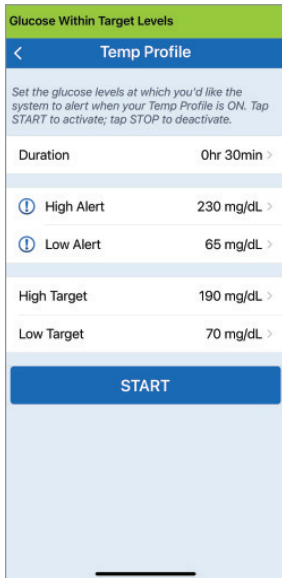 Glucose Within Target Levels
Temp Profile
Set the glucose levels at which you'd like the
system to alert when your Temp Profile is ON. Tap
START to activate; tap STOP to deactivate.
Duration 0hr 30min
High Alert 230 mg/dL
Low Alert 65 mg/dL
High Target 190 mg/dL
Low Target 70 mg/dL
START